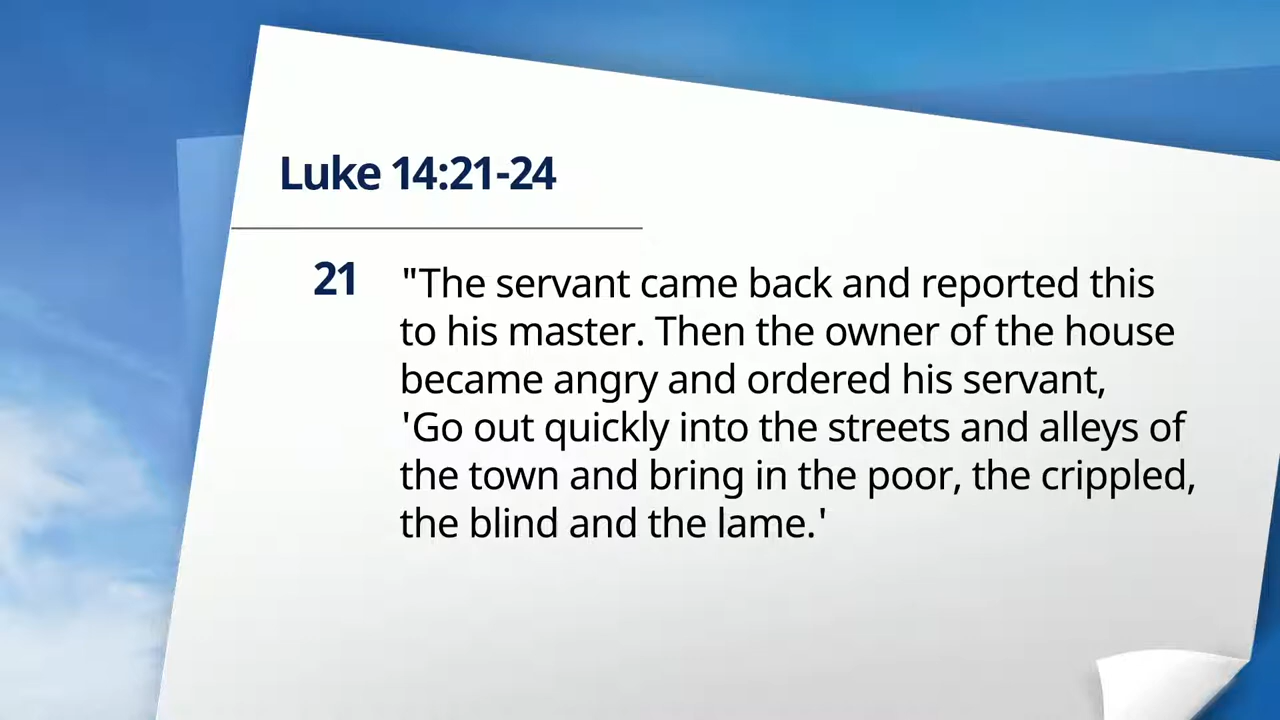 Luke 14:21-24
21 "The servant came back and reported this
to his master. Then the owner of the house
became angry and ordered his servant,
'Go out quickly into the streets and alleys of
the town and bring in the poor, the crippled,
the blind and the lame.'